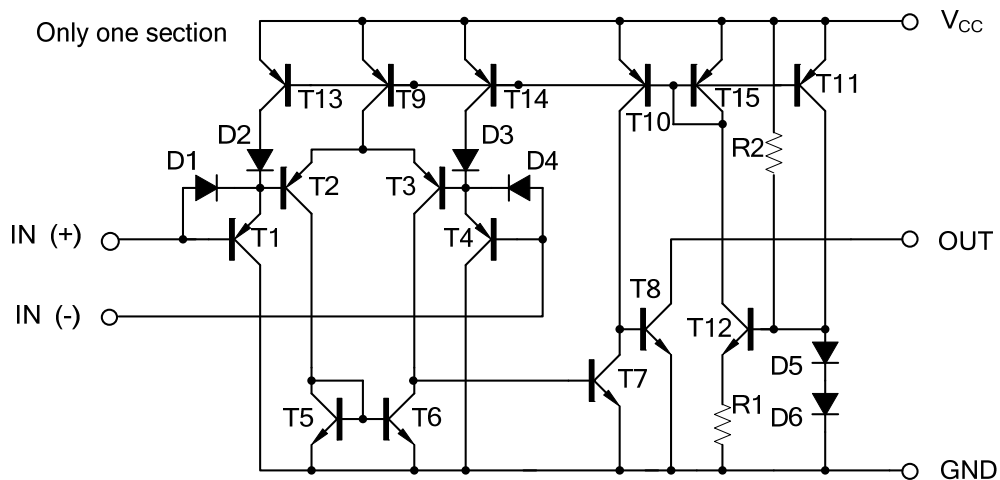 Only one section
V_CC
T13
T9
T14
T10
T15
T11
D2
D3
R2
D1
D4
T2
T3
IN (+)
T1
T4
OUT
T8
IN (-)
T12
D5
T7
R1
D6
T5
T6
GND